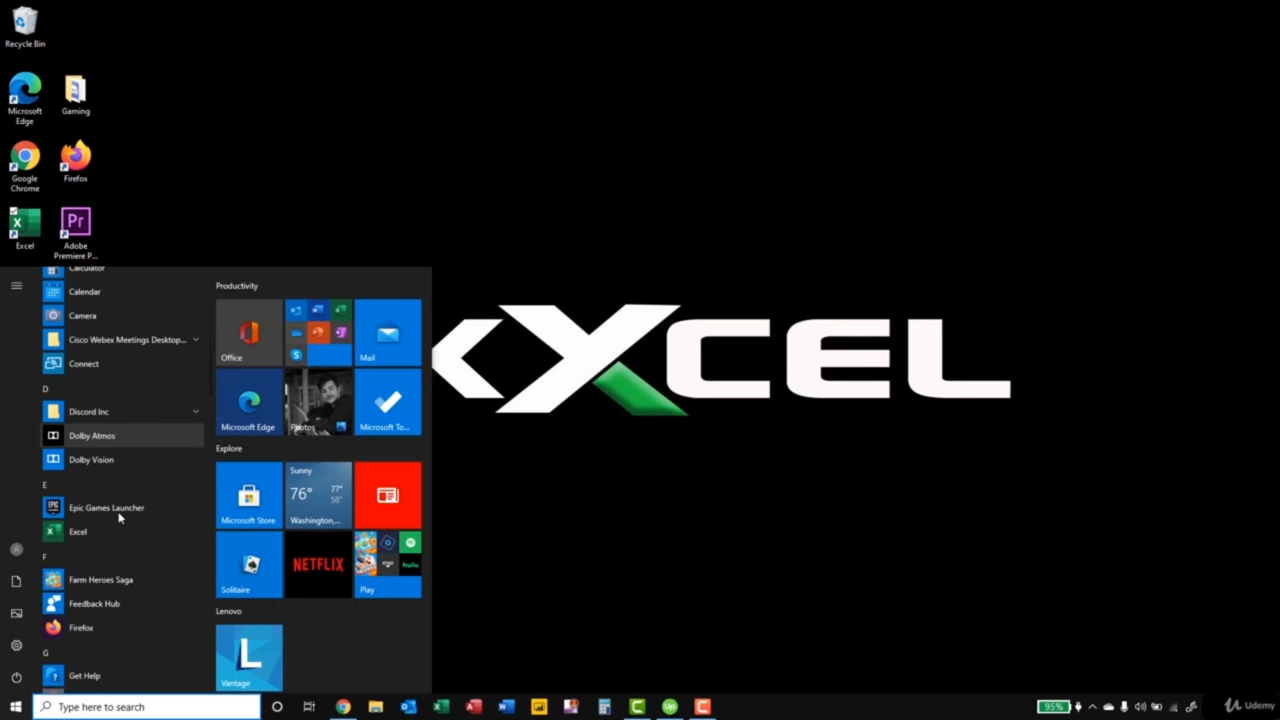 Recycle Bin
Microsoft
Edge
Gaming
Google
Chrome
Firefox
Excel
Adobe
Premiere P...
XCEL
Calculator
Calendar
Camera
Cisco Webex Meetings Desktop...
Connect
D
Discord Inc
Dolby Atmos
Dolby Vision
E
Epic Games Launcher
Excel
F
Farm Heroes Saga
Feedback Hub
Firefox
G
Get Help
Productivity
Office
Mail
Microsoft Edge
Photos
Microsoft To...
Explore
Microsoft Store
Sunny
76°
77°
58°
Washington,...
Solitaire
NETFLIX
hulu
Play
Lenovo
L
Vantage
Type here to search
95%
Udemy